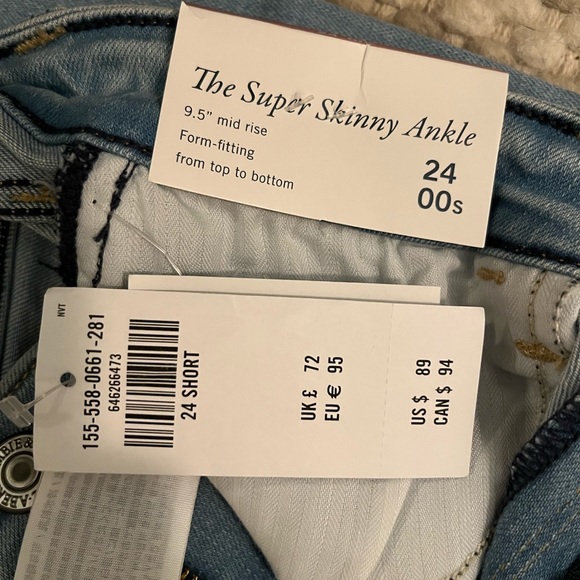 The Super Skinny Ankle
9.5" mid rise
Form-fitting
from top to bottom
24
00s
NVT
155-558-0661-281
646266473
24 SHORT
UK £ 72
EU € 95
US $ 89
CAN $ 94